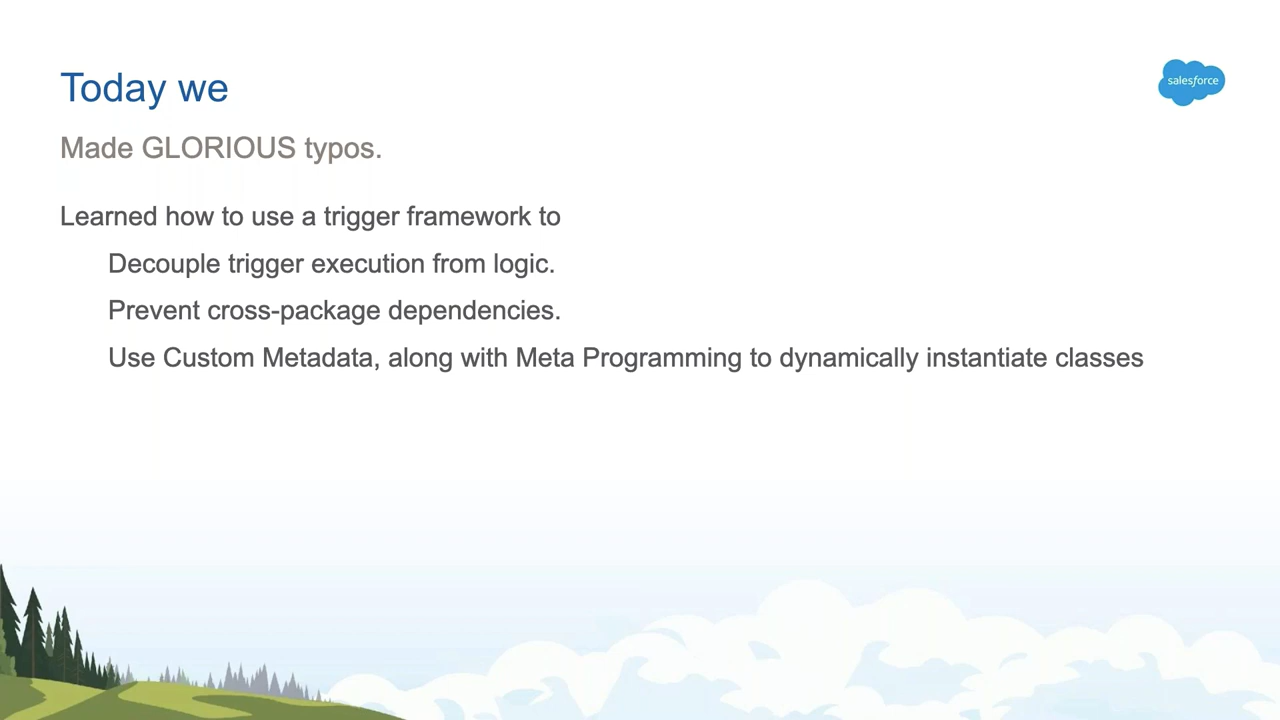 Today we
salesforce
Made GLORIOUS typos.
Learned how to use a trigger framework to
Decouple trigger execution from logic.
Prevent cross-package dependencies.
Use Custom Metadata, along with Meta Programming to dynamically instantiate classes